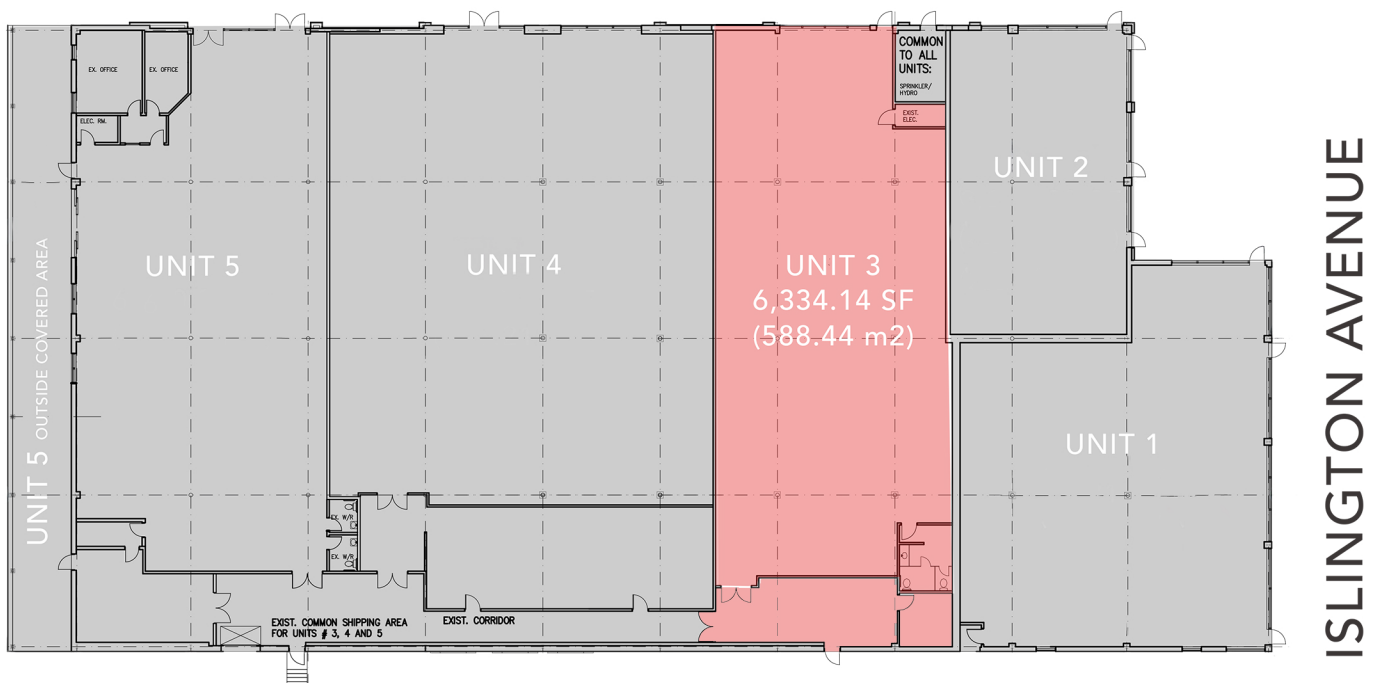 EX. OFFICE
EX. OFFICE
ELEC. RM.
COMMON
TO ALL
UNITS:
SPRINKLER/
HYDRO
EXIST.
ELEC.
UNIT 2
UNIT 5
UNIT 4
UNIT 3
6,334.14 SF
(588.44 m2)
UNIT 1
UNIT 5 OUTSIDE COVERED AREA
EX. W/R
EX. W/R
EXIST. COMMON SHIPPING AREA
FOR UNITS # 3, 4 AND 5
EXIST. CORRIDOR
ISLINGTON AVENUE